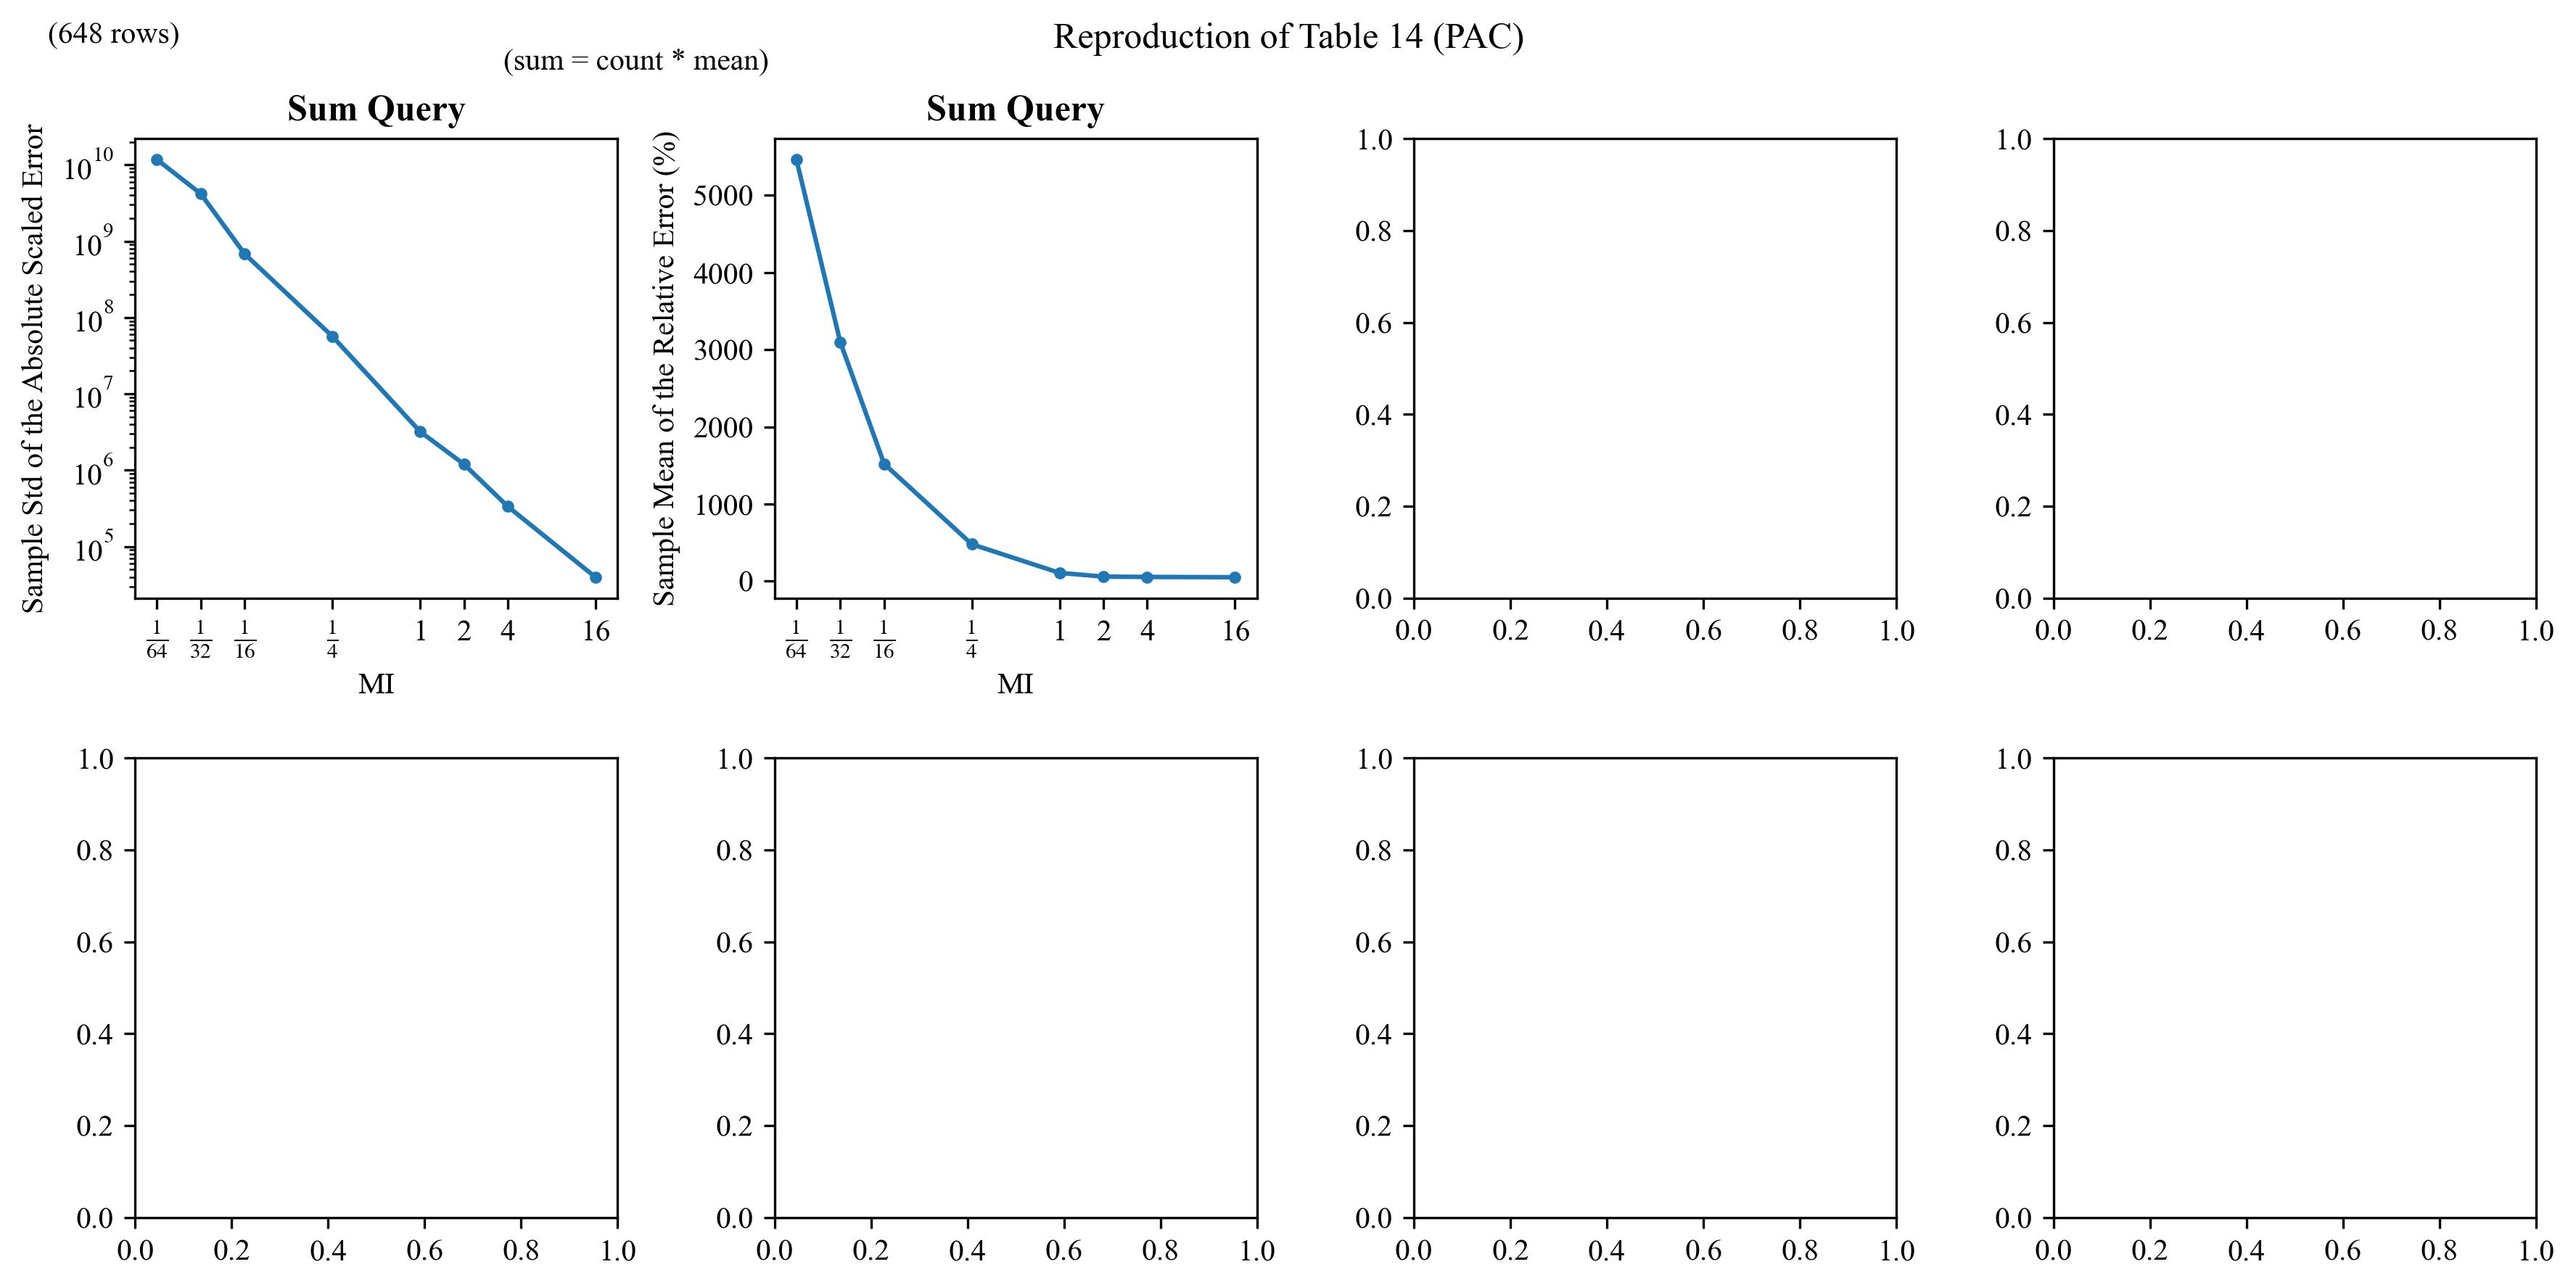 (648 rows)
Reproduction of Table 14 (PAC)
(sum = count * mean)
Sum Query
Sample Std of the Absolute Scaled Error
10^10
10^9
10^8
10^7
10^6
10^5
1/64 1/32 1/16 1/4 1 2 4 16
MI
Sum Query
Sample Mean of the Relative Error (%)
5000
4000
3000
2000
1000
0
1/64 1/32 1/16 1/4 1 2 4 16
MI
1.0
0.8
0.6
0.4
0.2
0.0
0.0 0.2 0.4 0.6 0.8 1.0
1.0
0.8
0.6
0.4
0.2
0.0
0.0 0.2 0.4 0.6 0.8 1.0
1.0
0.8
0.6
0.4
0.2
0.0
0.0 0.2 0.4 0.6 0.8 1.0
1.0
0.8
0.6
0.4
0.2
0.0
0.0 0.2 0.4 0.6 0.8 1.0
1.0
0.8
0.6
0.4
0.2
0.0
0.0 0.2 0.4 0.6 0.8 1.0
1.0
0.8
0.6
0.4
0.2
0.0
0.0 0.2 0.4 0.6 0.8 1.0